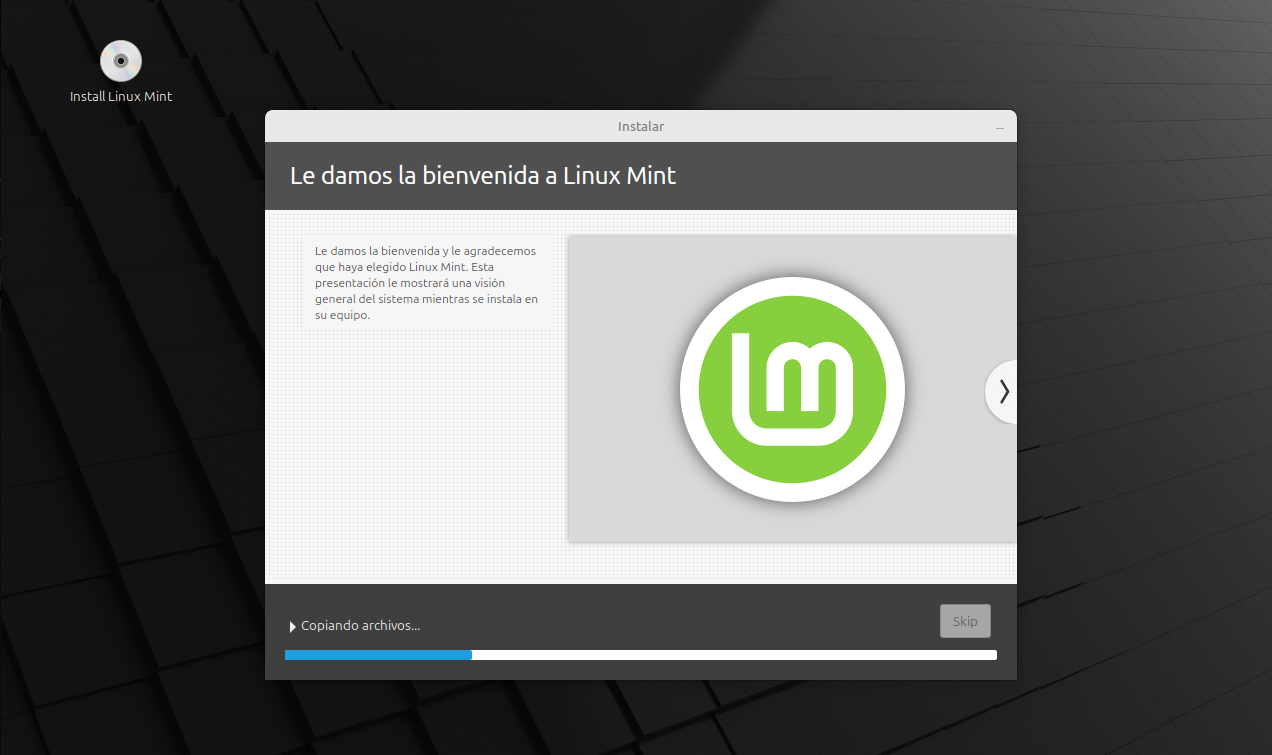 Install Linux Mint
Instalar
Le damos la bienvenida a Linux Mint
Le damos la bienvenida y le agradecemos
que haya elegido Linux Mint. Esta
presentación le mostrará una visión
general del sistema mientras se instala en
su equipo.
Copiando archivos...
Skip